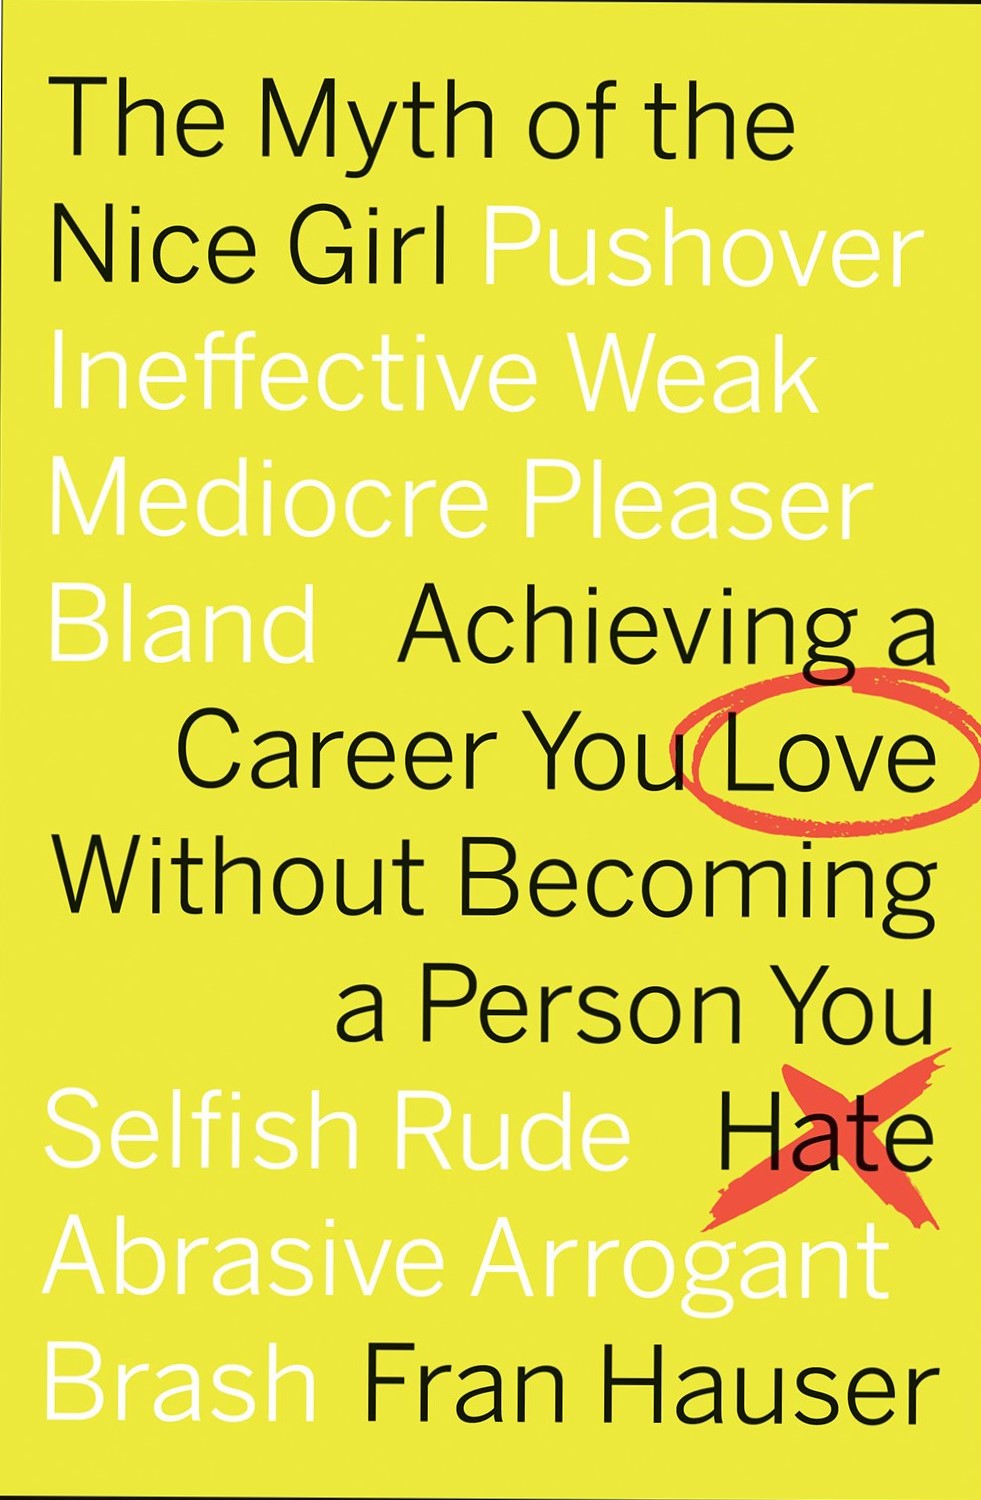 The Myth of the
Nice Girl Pushover
Ineffective Weak
Mediocre Pleaser
Bland Achieving a
Career You Love
Without Becoming
a Person You
Selfish Rude Hate
Abrasive Arrogant
Brash Fran Hauser